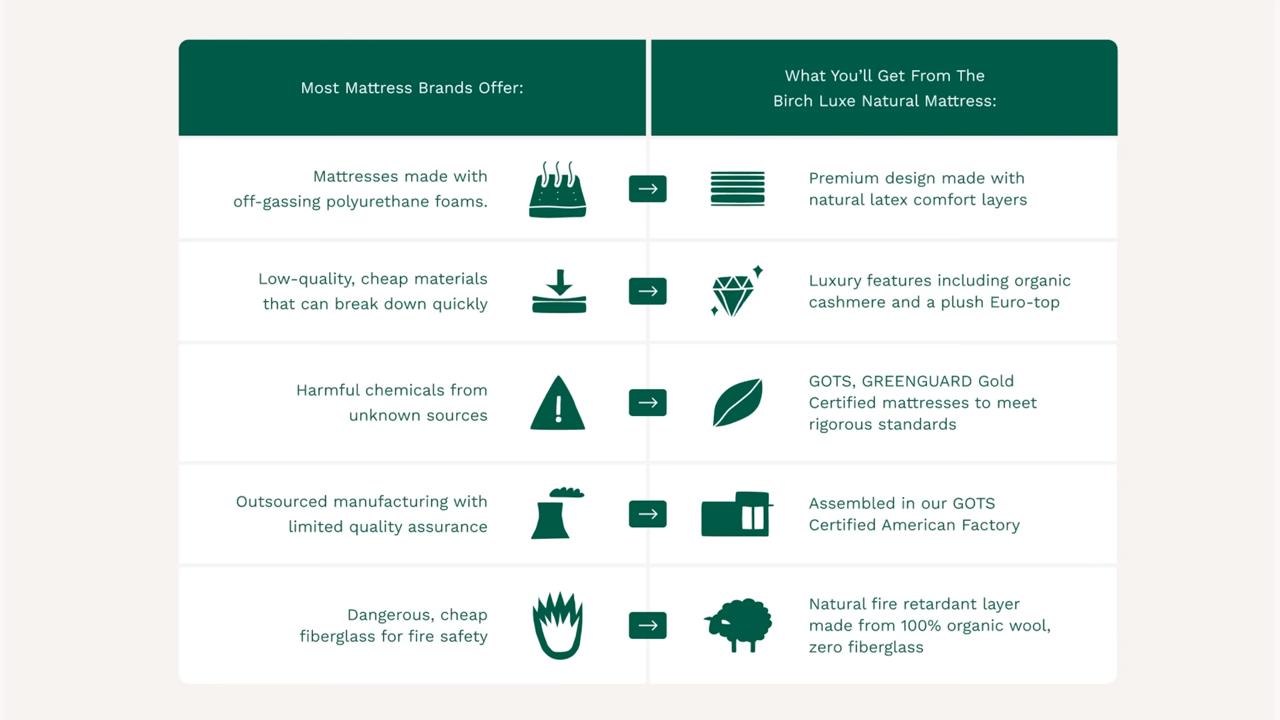 Most Mattress Brands Offer:
What You’ll Get From The
Birch Luxe Natural Mattress:
Mattresses made with
off-gassing polyurethane foams.
Premium design made with
natural latex comfort layers
Low-quality, cheap materials
that can break down quickly
Luxury features including organic
cashmere and a plush Euro-top
Harmful chemicals from
unknown sources
GOTS, GREENGUARD Gold
Certified mattresses to meet
rigorous standards
Outsourced manufacturing with
limited quality assurance
Assembled in our GOTS
Certified American Factory
Dangerous, cheap
fiberglass for fire safety
Natural fire retardant layer
made from 100% organic wool,
zero fiberglass